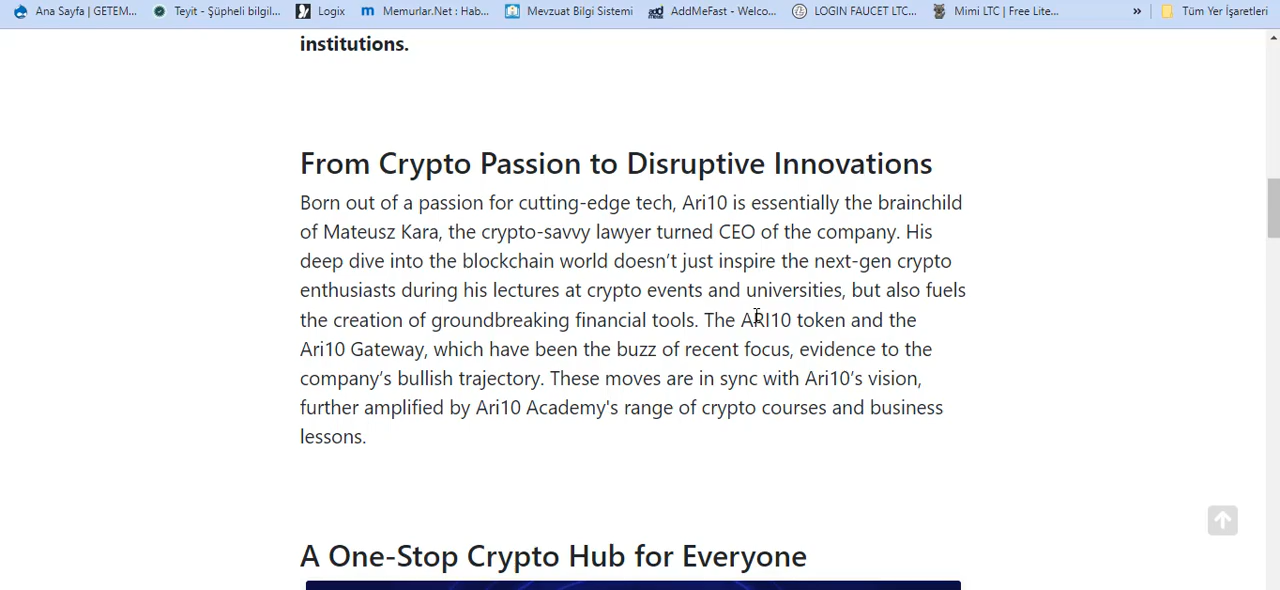 Ana Sayfa | GETEM... Teyit - Şüpheli bilgil... Logix Memurlar.Net : Hab... Mevzuat Bilgi Sistemi AddMeFast - Welco... LOGIN FAUCET LTC... Mimi LTC | Free Lite... » Tüm Yer İşaretleri
institutions.
From Crypto Passion to Disruptive Innovations
Born out of a passion for cutting-edge tech, Ari10 is essentially the brainchild
of Mateusz Kara, the crypto-savvy lawyer turned CEO of the company. His
deep dive into the blockchain world doesn’t just inspire the next-gen crypto
enthusiasts during his lectures at crypto events and universities, but also fuels
the creation of groundbreaking financial tools. The ARI10 token and the
Ari10 Gateway, which have been the buzz of recent focus, evidence to the
company’s bullish trajectory. These moves are in sync with Ari10’s vision,
further amplified by Ari10 Academy's range of crypto courses and business
lessons.
A One-Stop Crypto Hub for Everyone